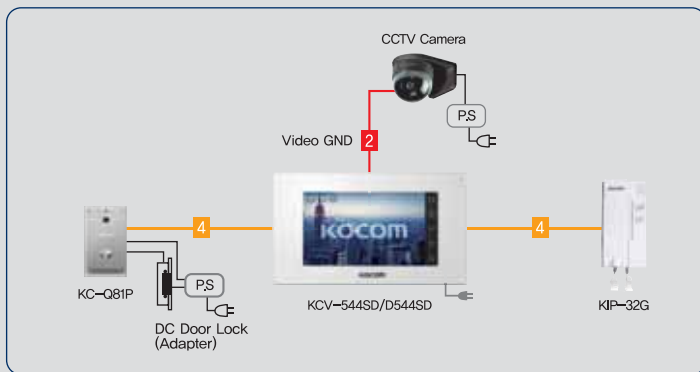 CCTV Camera
P.S
Video GND 2
4
KOCOM
4
KC-Q81P
P.S
DC Door Lock
(Adapter)
KCV-544SD/D544SD
KIP-32G